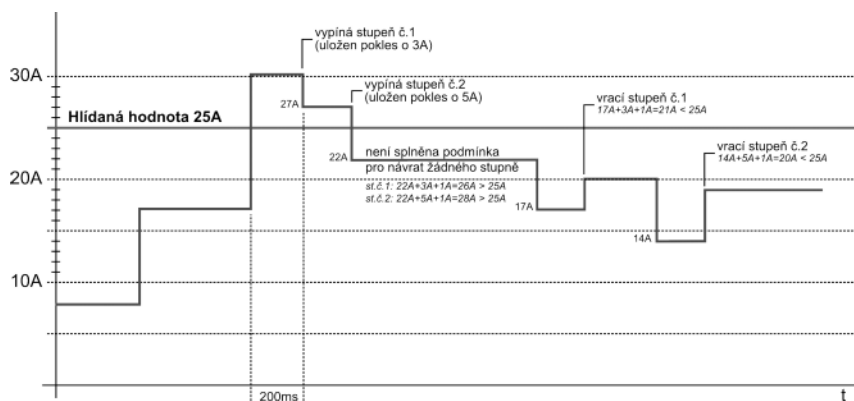 vypíná stupeň č.1
(uložen pokles o 3A)
30A
vypíná stupeň č.2
(uložen pokles o 5A)
27A
vrací stupeň č.1
17A+3A+1A=21A < 25A
Hlídaná hodnota 25A
není splněna podmínka
pro návrat žádného stupně
st.č.1: 22A+3A+1A=26A > 25A
st.č.2: 22A+5A+1A=28A > 25A
22A
vrací stupeň č.2
14A+5A+1A=20A < 25A
20A
17A
14A
10A
200ms
t